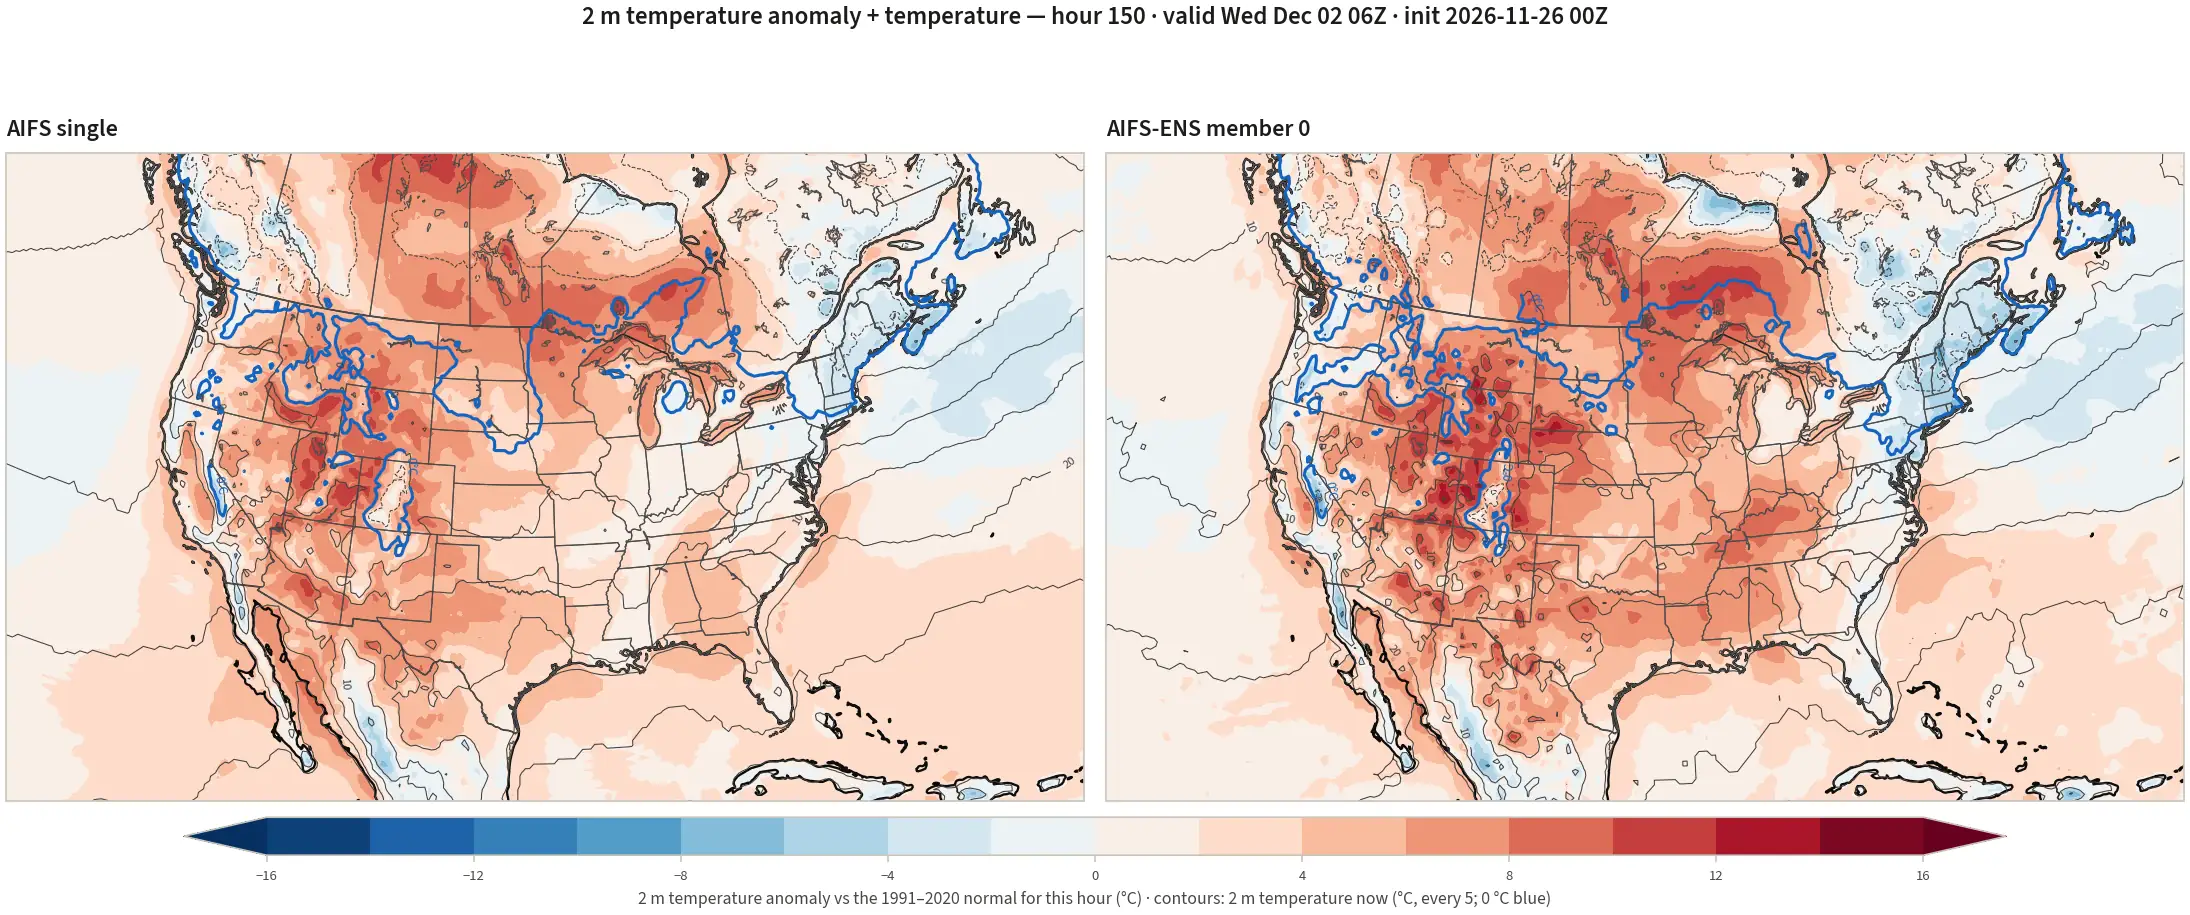 2 m temperature anomaly + temperature — hour 150 · valid Wed Dec 02 06Z · init 2026-11-26 00Z
AIFS single
AIFS-ENS member 0
−16 −12 −8 −4 0 4 8 12 16
2 m temperature anomaly vs the 1991–2020 normal for this hour (°C) · contours: 2 m temperature now (°C, every 5; 0 °C blue)